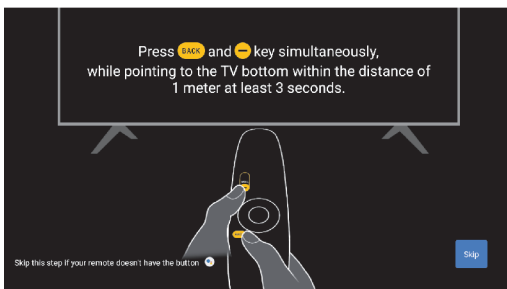 Press BACK and − key simultaneously,
while pointing to the TV bottom within the distance of
1 meter at least 3 seconds.
Skip this step if your remote doesn't have the button
Skip